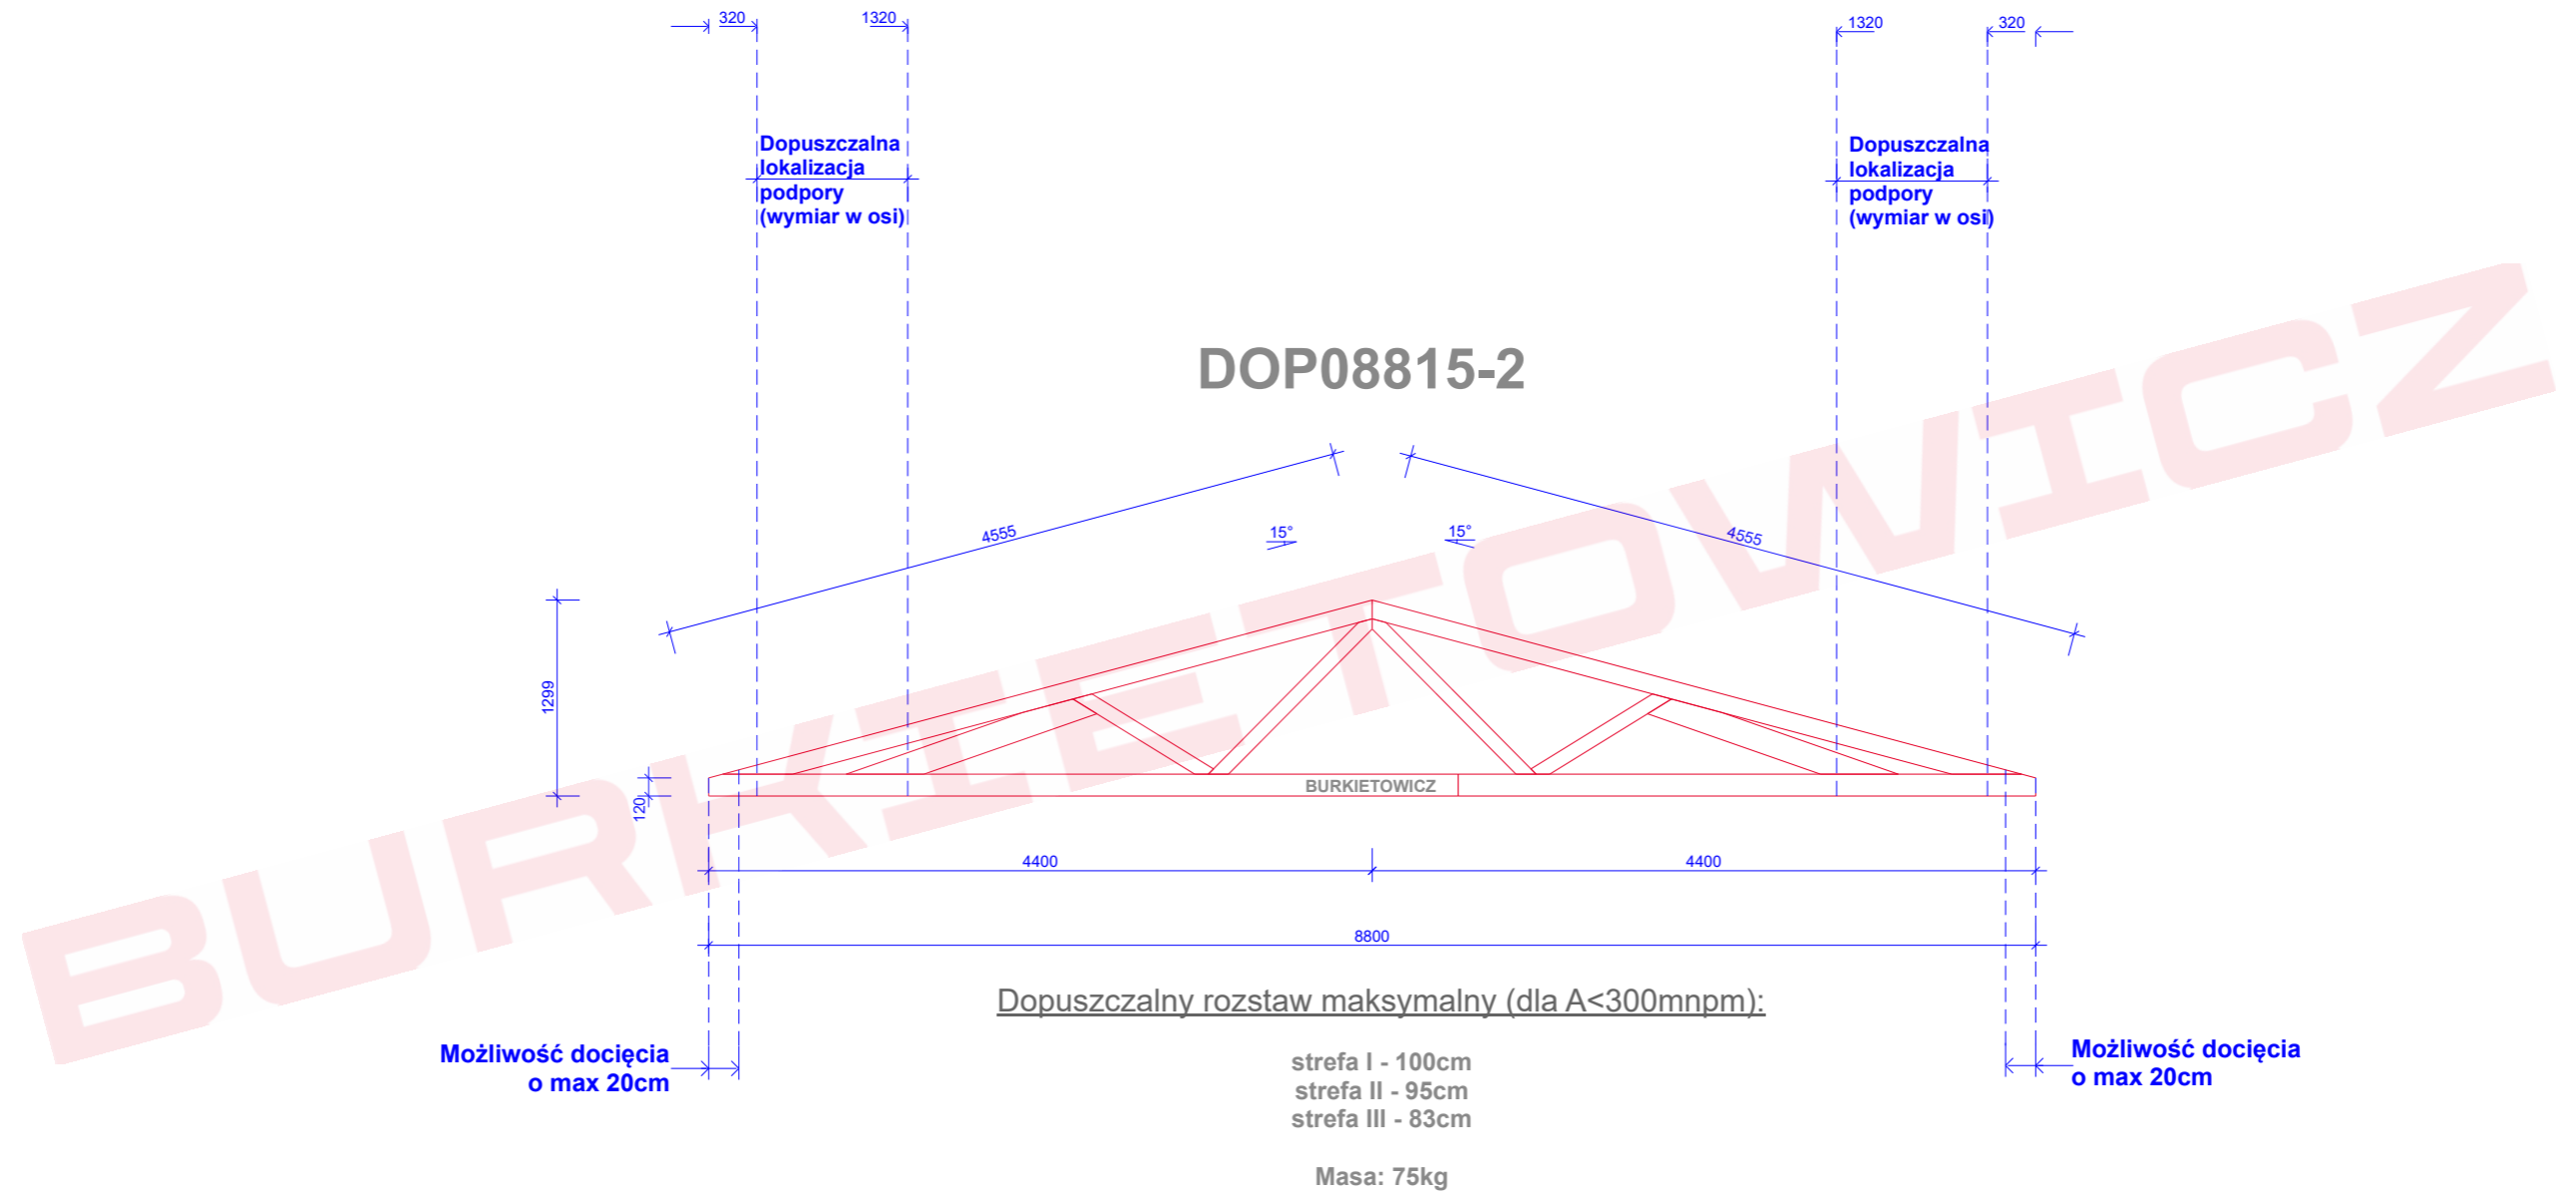 320
1320
1320
320
Dopuszczalna
lokalizacja
podpory
(wymiar w osi)
Dopuszczalna
lokalizacja
podpory
(wymiar w osi)
DOP08815-2
4555
15°
15°
4555
1299
120
BURKIETOWICZ
BURKIETOWICZ
4400
4400
8800
Dopuszczalny rozstaw maksymalny (dla A<300mnpm):
Możliwość docięcia
o max 20cm
Możliwość docięcia
o max 20cm
strefa I - 100cm
strefa II - 95cm
strefa III - 83cm
Masa: 75kg